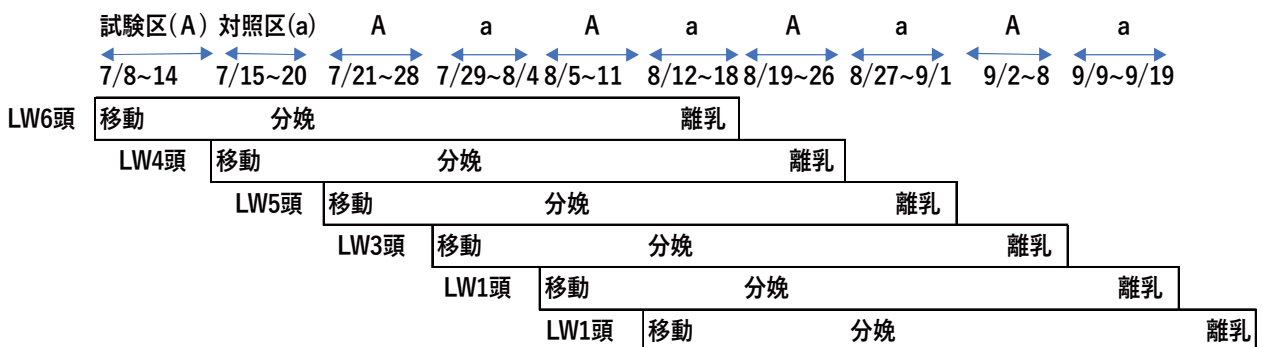 試験区(A) 対照区(a) A a A a A a A a
7/8~14 7/15~20 7/21~28 7/29~8/4 8/5~11 8/12~18 8/19~26 8/27~9/1 9/2~8 9/9~9/19
LW6頭 移動 分娩 離乳
LW4頭 移動 分娩 離乳
LW5頭 移動 分娩 離乳
LW3頭 移動 分娩 離乳
LW1頭 移動 分娩 離乳
LW1頭 移動 分娩 離乳